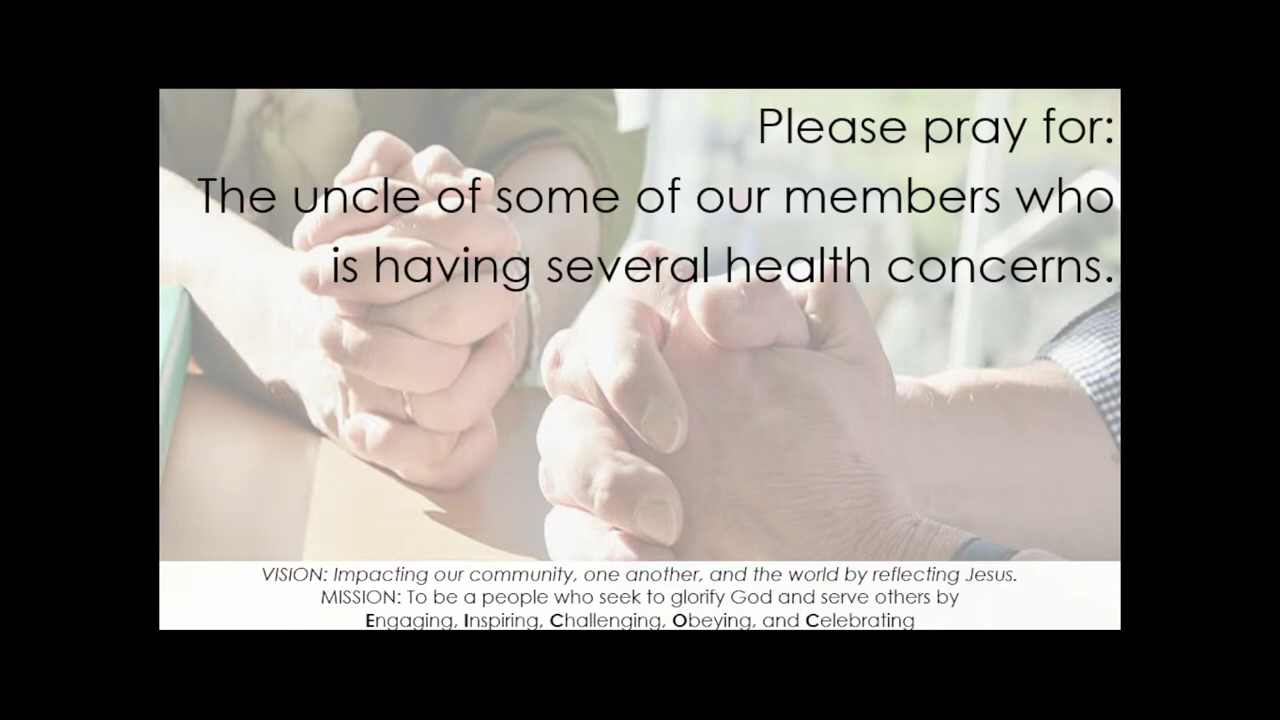 Please pray for:
The uncle of some of our members who
is having several health concerns.
VISION: Impacting our community, one another, and the world by reflecting Jesus.
MISSION: To be a people who seek to glorify God and serve others by
Engaging, Inspiring, Challenging, Obeying, and Celebrating